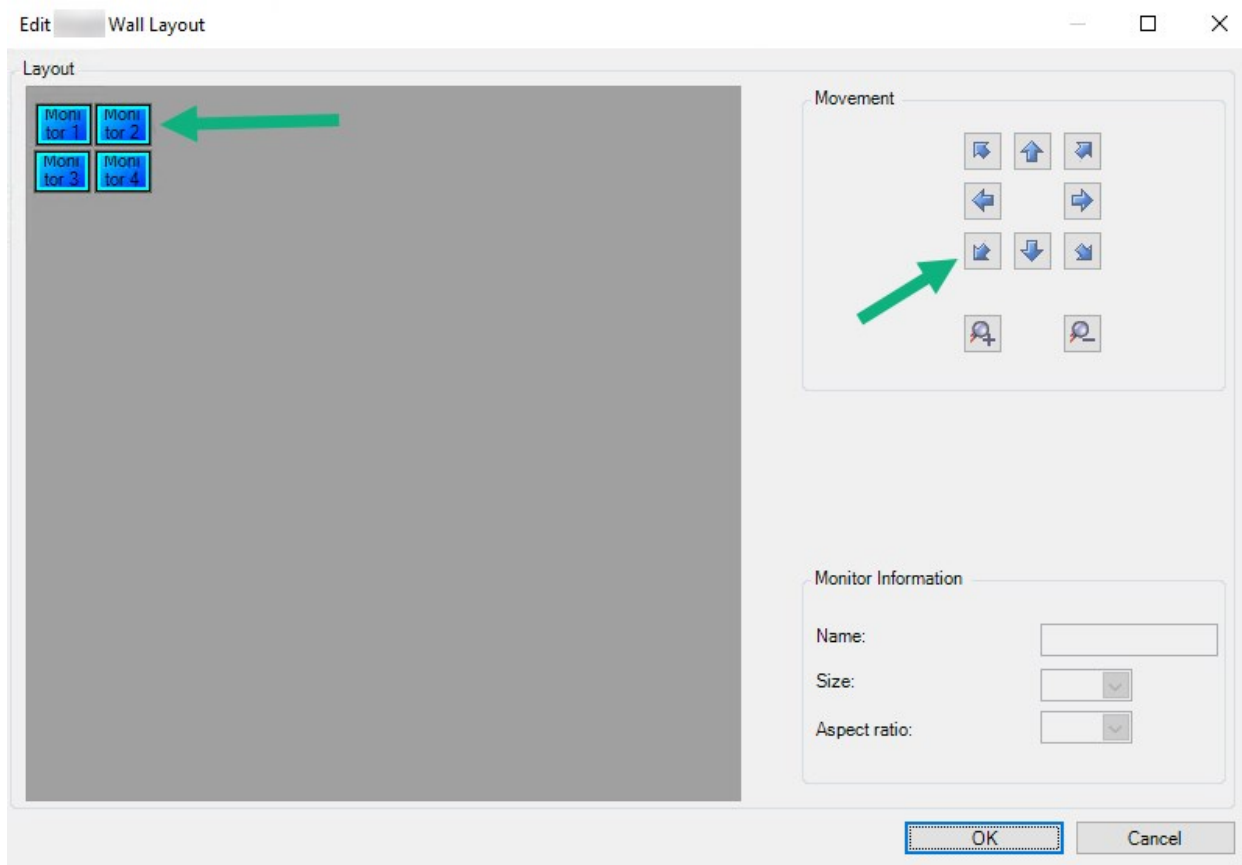 Edit Wall Layout
Layout
Moni
tor 1
Moni
tor 2
Moni
tor 3
Moni
tor 4
Movement
Monitor Information
Name:
Size:
Aspect ratio:
OK
Cancel